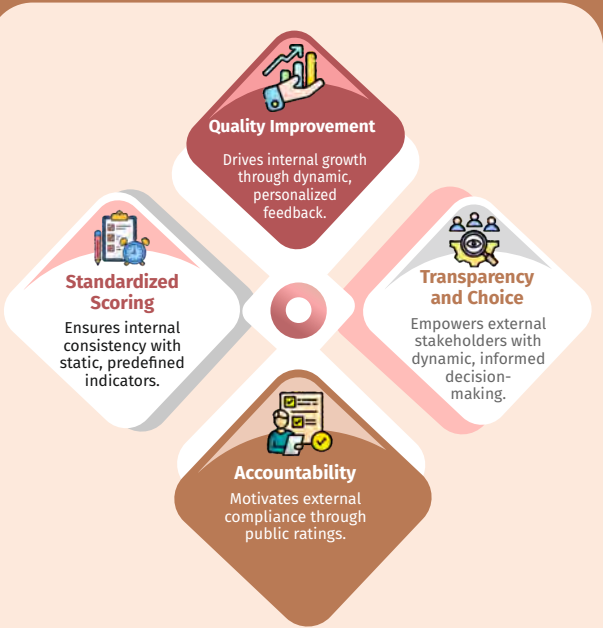 Quality Improvement
Drives internal growth
through dynamic,
personalized
feedback.
Standardized
Scoring
Ensures internal
consistency with
static, predefined
indicators.
Transparency
and Choice
Empowers external
stakeholders with
dynamic, informed
decision-
making.
Accountability
Motivates external
compliance through
public ratings.